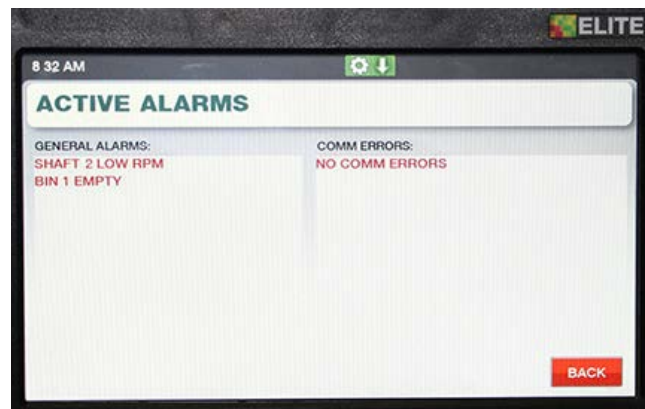 ELITE
8 32 AM
ACTIVE ALARMS
GENERAL ALARMS:
SHAFT 2 LOW RPM
BIN 1 EMPTY
COMM ERRORS:
NO COMM ERRORS
BACK